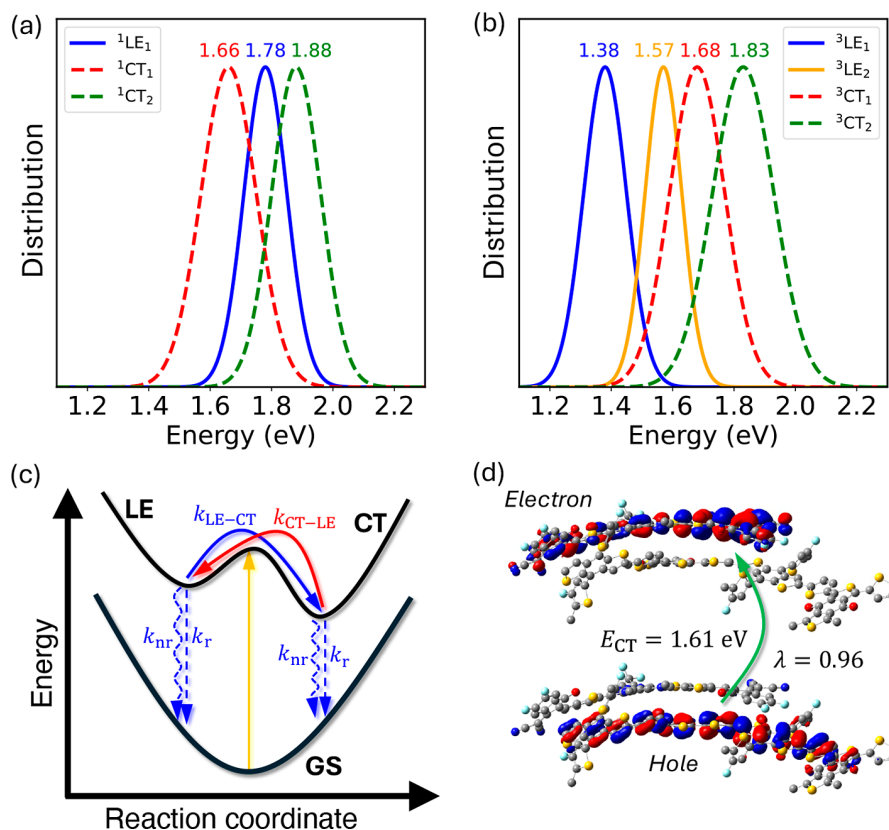 (a)
1.66 1.78 1.88
¹LE₁
¹CT₁
¹CT₂
Distribution
1.2 1.4 1.6 1.8 2.0 2.2
Energy (eV)
(b)
1.38 1.57 1.68 1.83
³LE₁
³LE₂
³CT₁
³CT₂
Distribution
1.2 1.4 1.6 1.8 2.0 2.2
Energy (eV)
(c)
LE
k_LE−CT
k_CT−LE
CT
k_nr
k_r
k_nr
k_r
GS
Energy
Reaction coordinate
(d)
Electron
E_CT = 1.61 eV
λ = 0.96
Hole